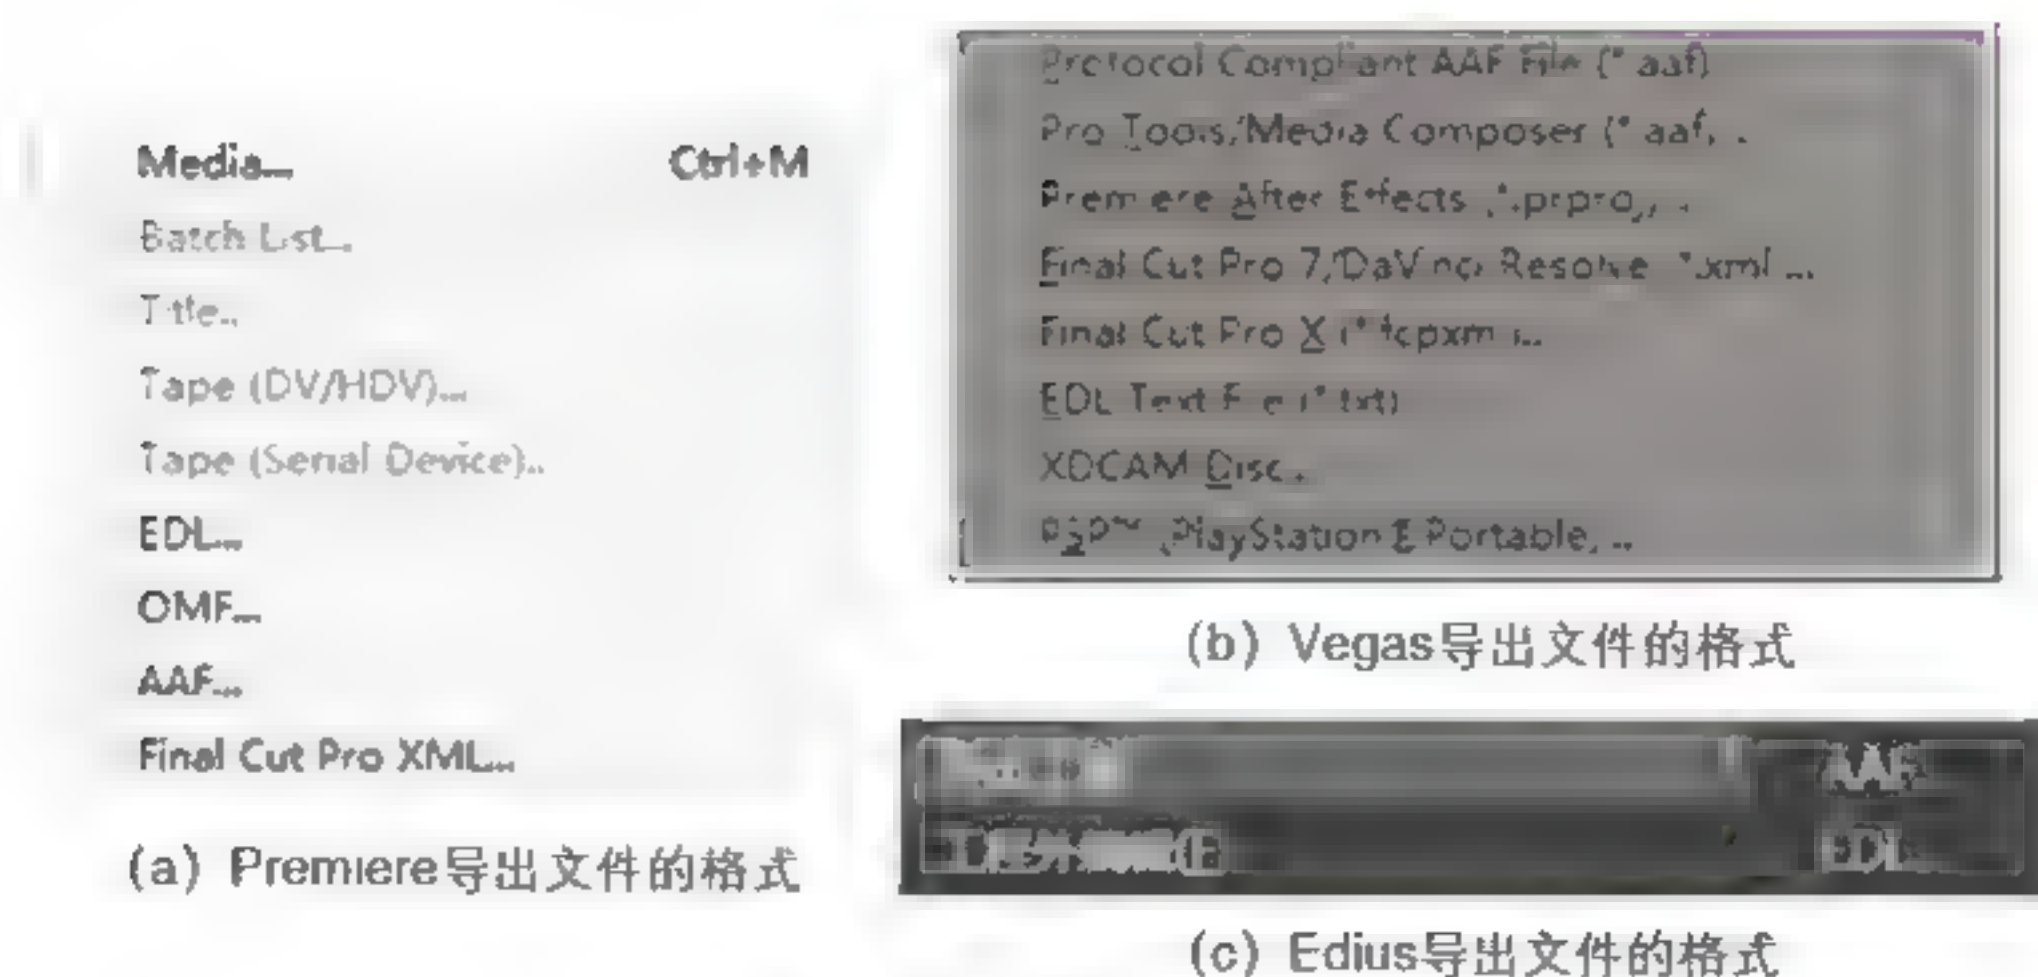 Media...	Ctrl+M
Batch List...
Title...
Tape (DV/HDV)...
Tape (Serial Device)...
EDL...
OMF...
AAF...
Final Cut Pro XML...
(a) Premiere导出文件的格式
Protocol Compliant AAF File (*.aaf)
Pro Tools/Media Composer (*.aaf)...
Premiere/After Effects (*.prproj)...
Final Cut Pro 7/DaVinci Resolve (*.xml)...
Final Cut Pro X (*.fcpxml)...
EDL Text File (*.txt)
XDCAM Disc...
PSP™ (PlayStation Portable)...
(b) Vegas导出文件的格式
AAF
EDL
(c) Edius导出文件的格式